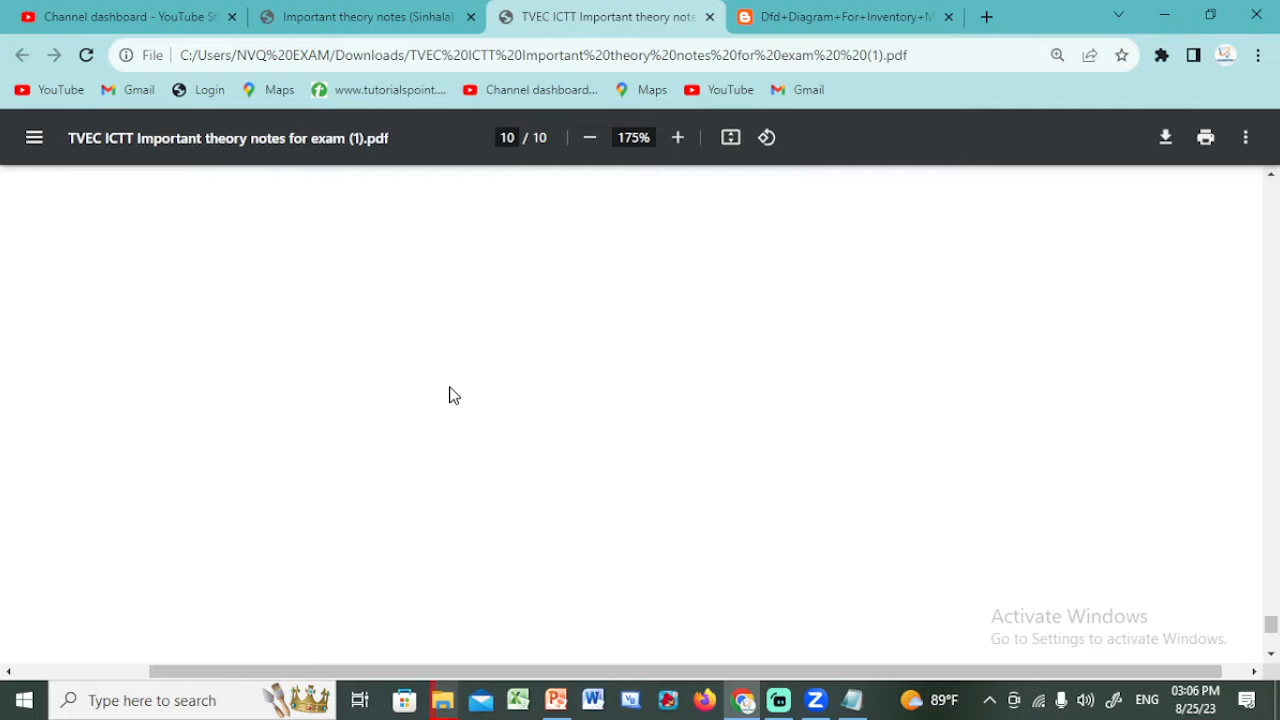 Channel dashboard - YouTube St
Important theory notes (Sinhala)
TVEC ICTT Important theory note
Dfd+Diagram+For+Inventory+M
File
C:/Users/NVQ%20EXAM/Downloads/TVEC%20ICTT%20Important%20theory%20notes%20for%20exam%20%20(1).pdf
YouTube
Gmail
Login
Maps
www.tutorialspoint....
Channel dashboard...
Maps
YouTube
Gmail
TVEC ICTT Important theory notes for exam (1).pdf
10 / 10
175%
Activate Windows
Go to Settings to activate Windows.
Type here to search
89°F
ENG
03:06 PM
8/25/23